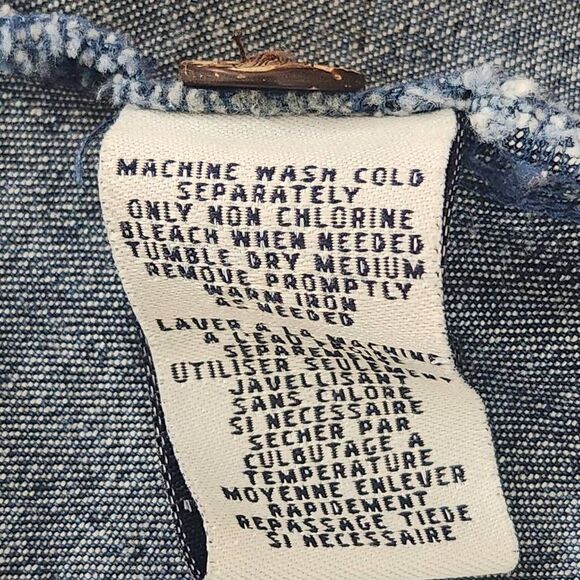 MACHINE WASH COLD
SEPARATELY
ONLY NON CHLORINE
BLEACH WHEN NEEDED
TUMBLE DRY MEDIUM
REMOVE PROMPTLY
WARM IRON
AS NEEDED
LAVER A LA MACHINE
A L'EAU
SEPAREMENT
UTILISER SEULEMENT
JAVELLISANT
SANS CHLORE
SI NECESSAIRE
SECHER PAR
CULBUTAGE A
TEMPERATURE
MOYENNE ENLEVER
RAPIDEMENT
REPASSAGE TIEDE
SI NECESSAIRE